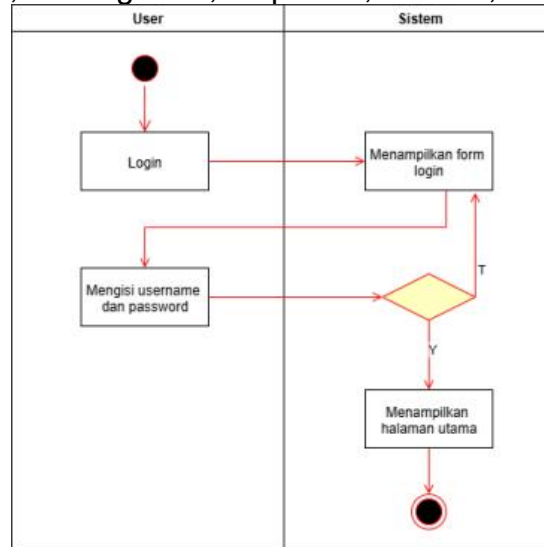 User
Sistem
Login
Menampilkan form
login
Mengisi username
dan password
T
Y
Menampilkan
halaman utama